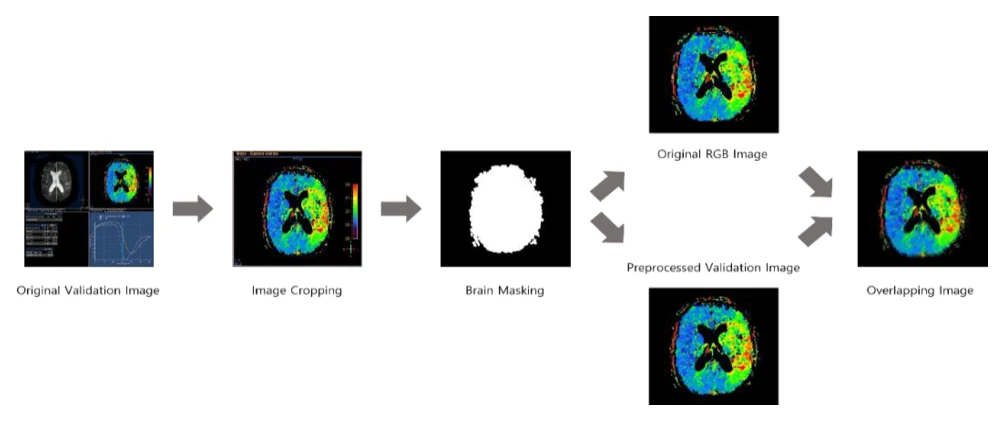 Original RGB Image
Preprocessed Validation Image
Original Validation Image
Image Cropping
Brain Masking
Overlapping Image